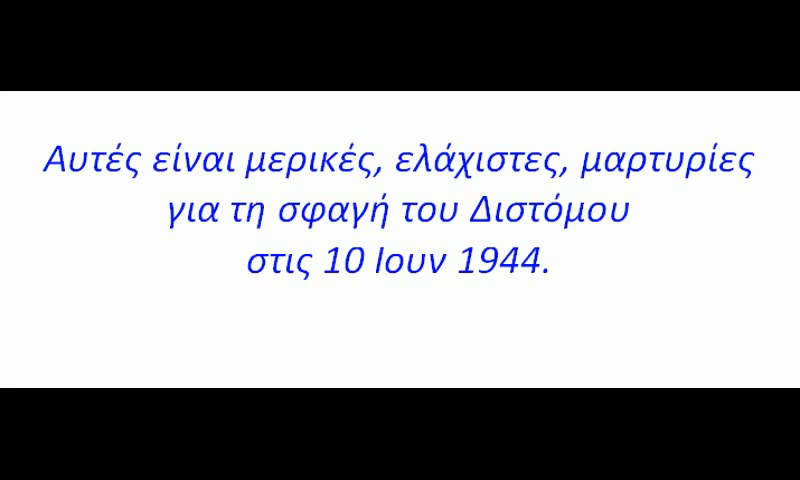 Αυτές είναι μερικές, ελάχιστες, μαρτυρίες
για τη σφαγή του Διστόμου
στις 10 Ιουν 1944.